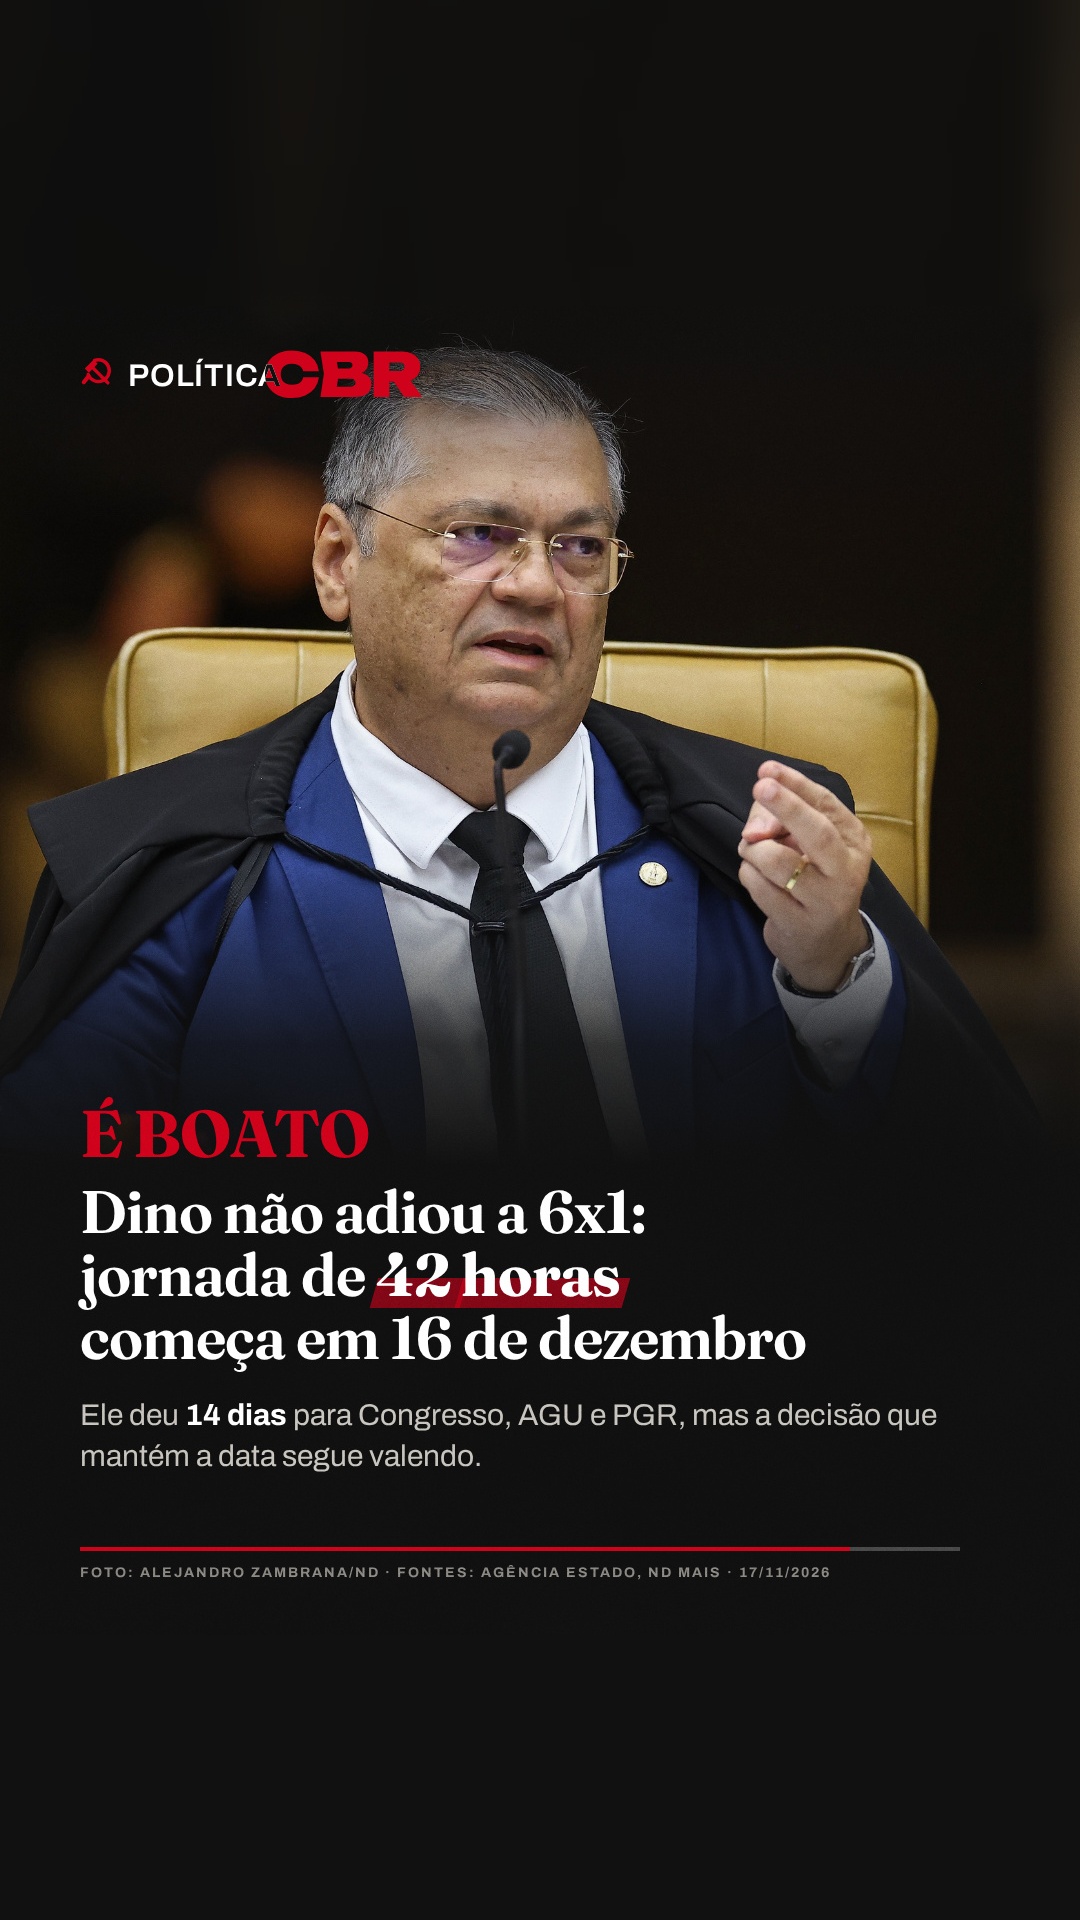 POLÍTICA CBR
É BOATO
Dino não adiou a 6x1:
jornada de 42 horas
começa em 16 de dezembro
Ele deu 14 dias para Congresso, AGU e PGR, mas a decisão que
mantém a data segue valendo.
FOTO: ALEJANDRO ZAMBRANA/ND · FONTES: AGÊNCIA ESTADO, ND MAIS · 17/11/2026